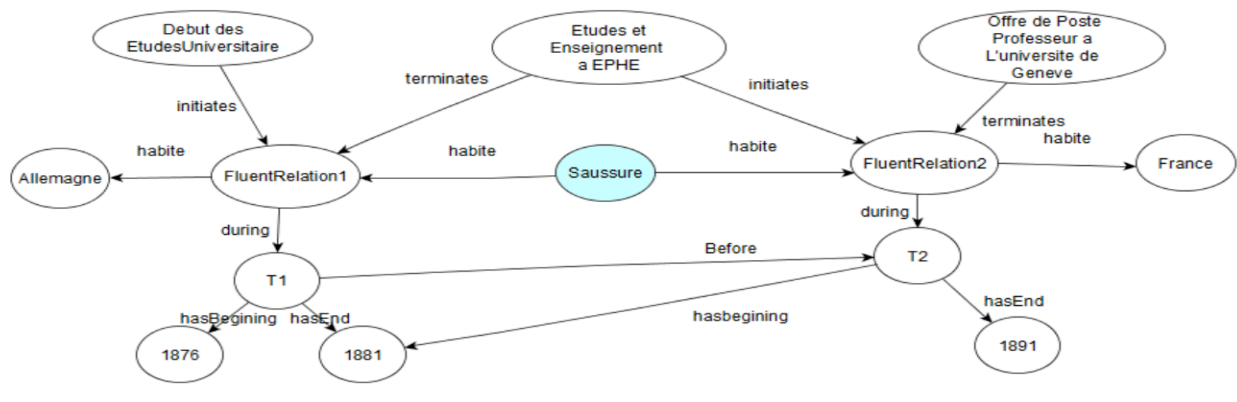 Debut des
EtudesUniversitaire
Etudes et
Enseignement
a EPHE
Offre de Poste
Professeur a
L'universite de
Geneve
terminates
initiates
initiates
terminates
habite
habite
habite
habite
Allemagne
FluentRelation1
Saussure
FluentRelation2
France
during
during
Before
T1
T2
hasBegining
hasEnd
hasbegining
hasEnd
1876
1881
1891